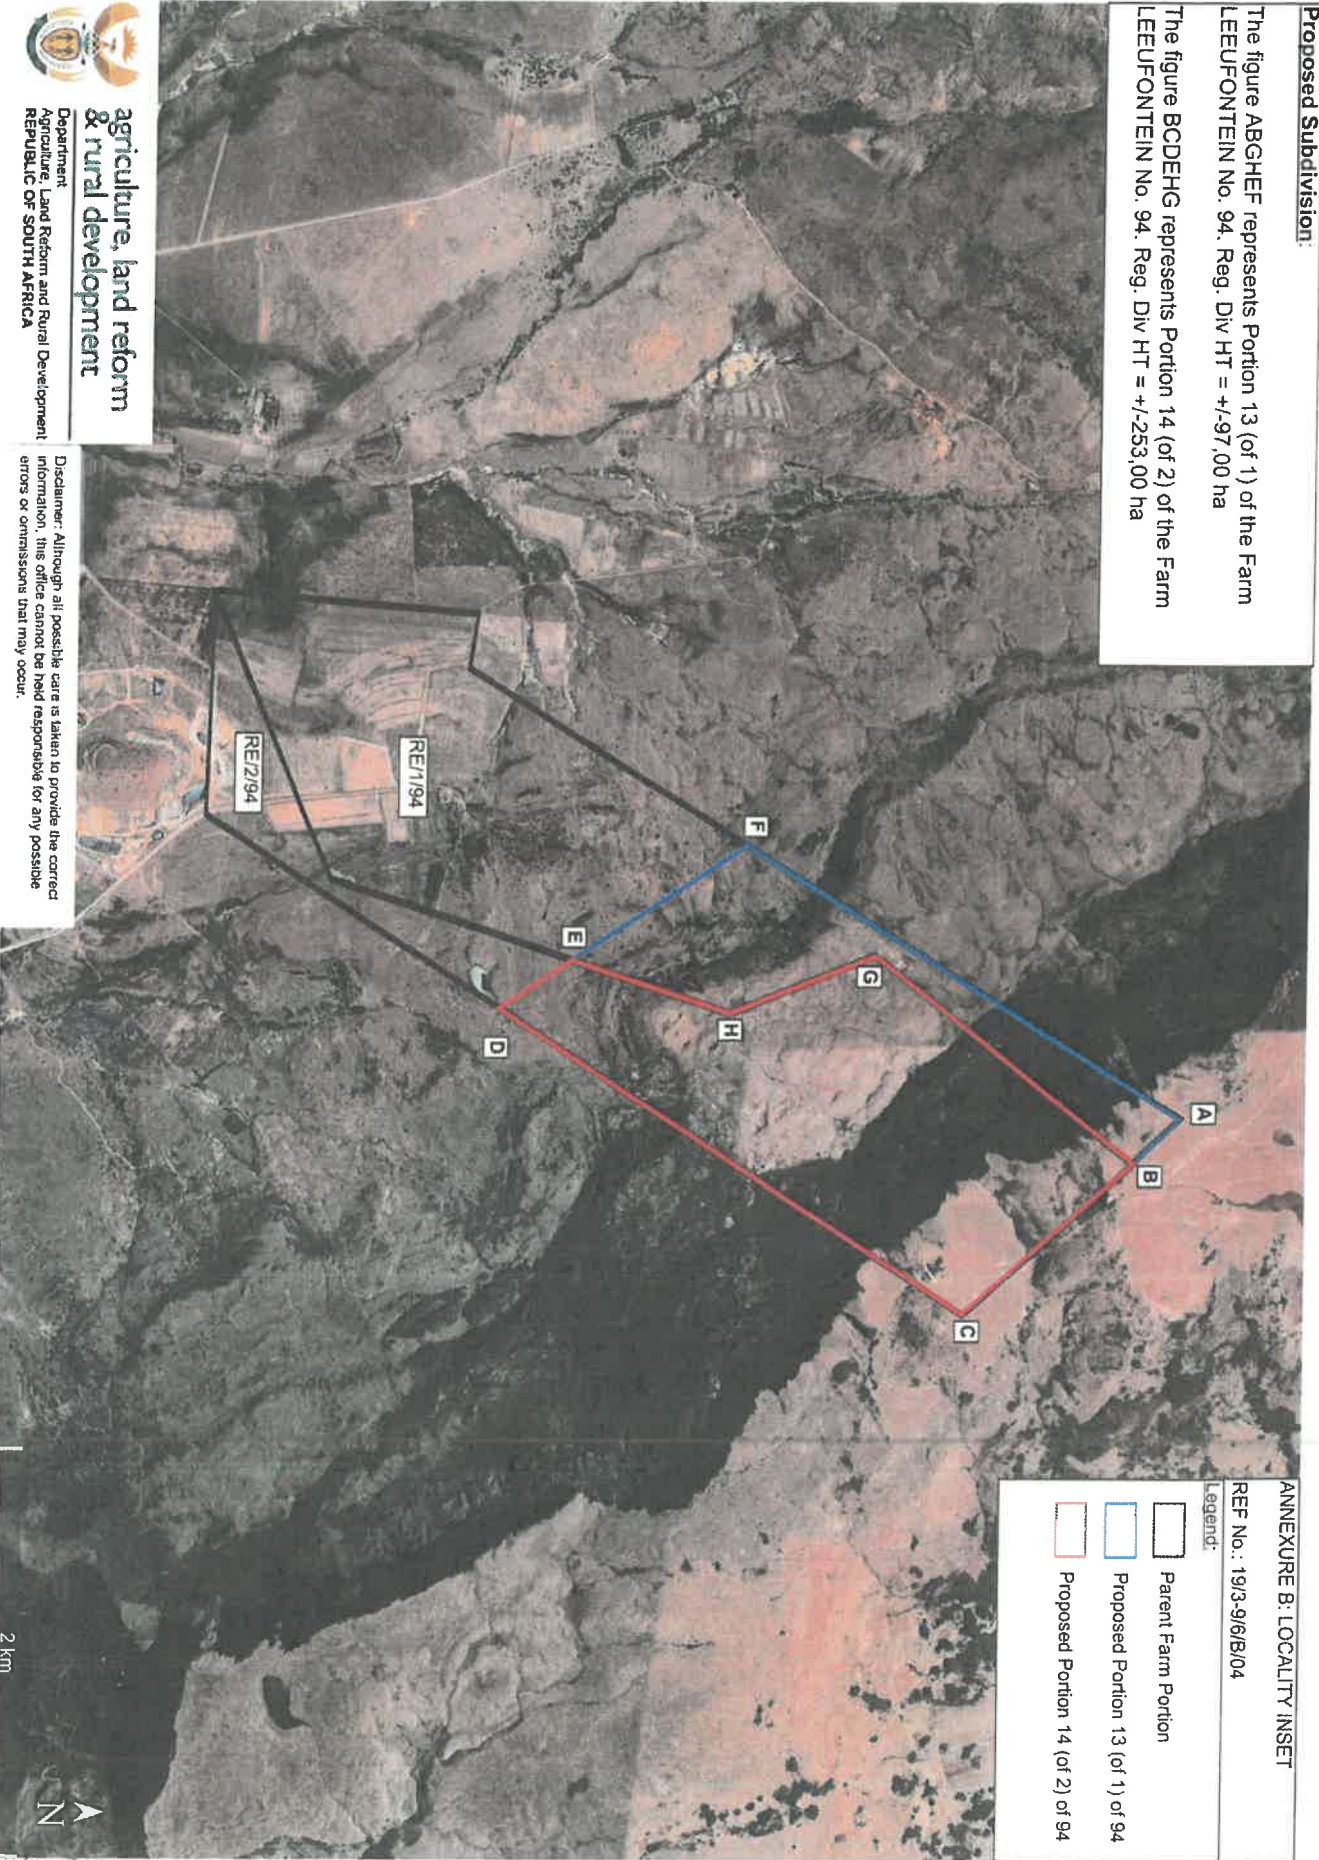 Proposed Subdivision:
The figure ABGHEF represents Portion 13 (of 1) of the Farm
LEEUFONTEIN No. 94. Reg. Div HT = +/-97,00 ha
The figure BCDEHG represents Portion 14 (of 2) of the Farm
LEEUFONTEIN No. 94. Reg. Div HT = +/-253,00 ha
ANNEXURE B: LOCALITY INSET
REF No.: 19/3-9/6/B/04
Legend:
Parent Farm Portion
Proposed Portion 13 (of 1) of 94
Proposed Portion 14 (of 2) of 94
A
B
C
G
F
H
E
D
RE/1/94
RE/2/94
agriculture, land reform
& rural development
Department
Agriculture, Land Reform and Rural Development
REPUBLIC OF SOUTH AFRICA
Disclaimer: Although all possible care is taken to provide the correct
information, this office cannot be held responsible for any possible
errors or ommissions that may occur.
2 km
N